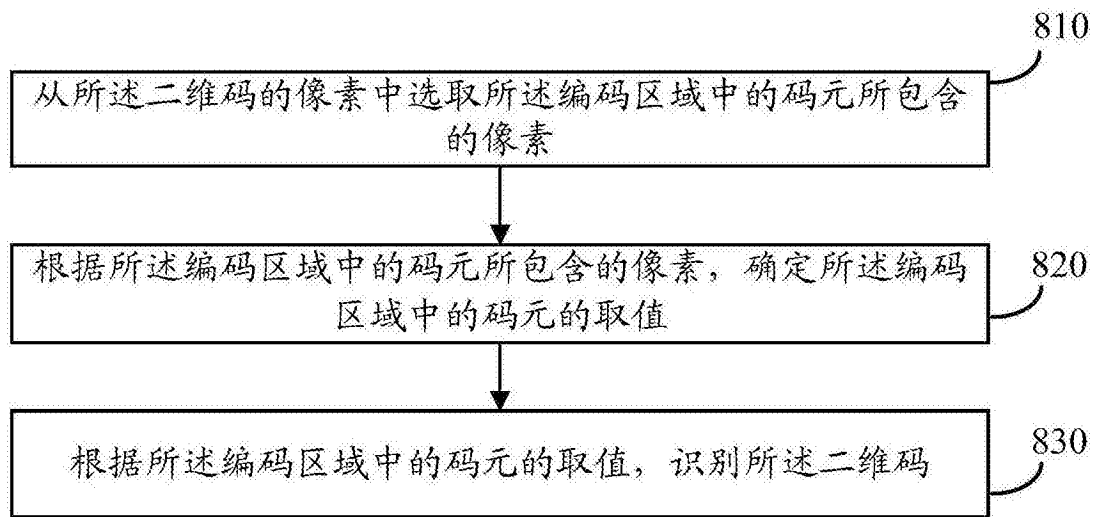 810
从所述二维码的像素中选取所述编码区域中的码元所包含
的像素
根据所述编码区域中的码元所包含的像素，确定所述编码
区域中的码元的取值
820
根据所述编码区域中的码元的取值，识别所述二维码
830